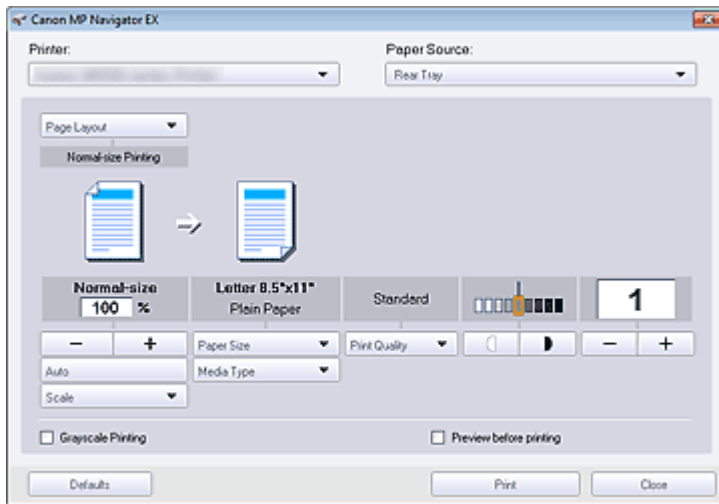 Canon MP Navigator EX
Printer:
Paper Source:
Rear Tray
Page Layout
Normal-size Printing
Normal-size
100 %
Letter 8.5"x11"
Plain Paper
Standard
1
Paper Size
Print Quality
Auto
Media Type
Scale
Grayscale Printing
Preview before printing
Defaults
Print
Close